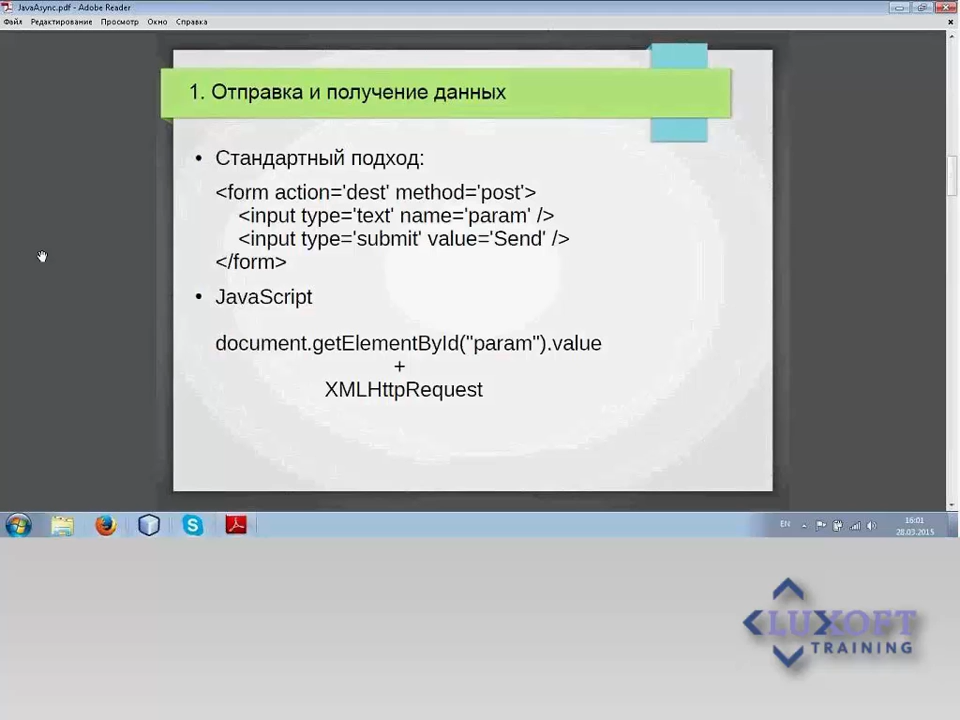 JavaAsync.pdf - Adobe Reader
Файл Редактирование Просмотр Окно Справка
1. Отправка и получение данных
• Стандартный подход:
<form action='dest' method='post'>
<input type='text' name='param' />
<input type='submit' value='Send' />
</form>
• JavaScript
document.getElementById("param").value
+
XMLHttpRequest
EN
16:01
28.03.2015
LUXOFT
TRAINING